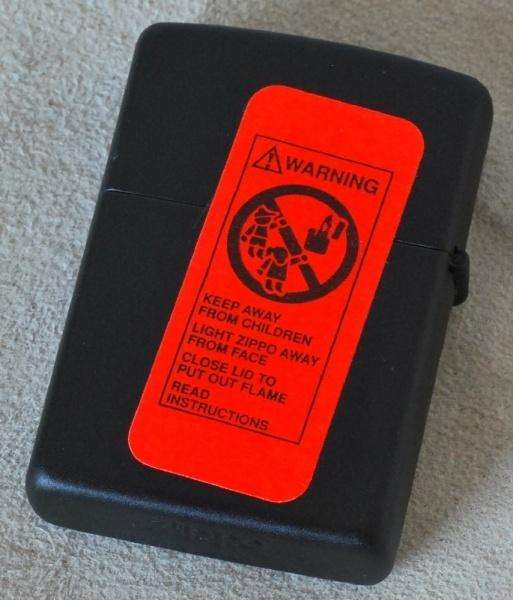 WARNING
KEEP AWAY
FROM CHILDREN
LIGHT ZIPPO AWAY
FROM FACE
CLOSE LID TO
PUT OUT FLAME
READ
INSTRUCTIONS